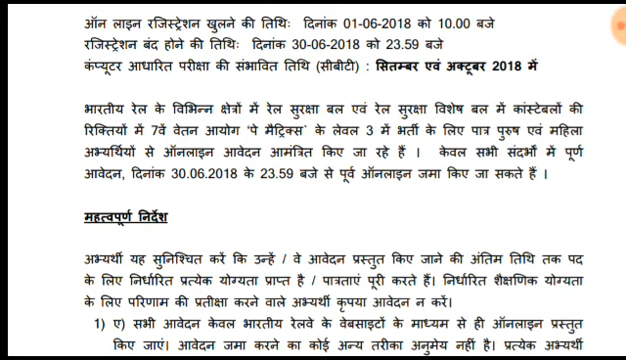 ऑन लाइन रजिस्ट्रेशन खुलने की तिथिः दिनांक 01-06-2018 को 10.00 बजे
रजिस्ट्रेशन बंद होने की तिथिः दिनांक 30-06-2018 को 23.59 बजे
कंप्यूटर आधारित परीक्षा की संभावित तिथि (सीबीटी) : सितम्बर एवं अक्टूबर 2018 में
भारतीय रेल के विभिन्न क्षेत्रों में रेल सुरक्षा बल एवं रेल सुरक्षा विशेष बल में कांस्टेबलों की
रिक्तियों में 7वें वेतन आयोग 'पे मैट्रिक्स' के लेवल 3 में भर्ती के लिए पात्र पुरुष एवं महिला
अभ्यर्थियों से ऑनलाइन आवेदन आमंत्रित किए जा रहे हैं । केवल सभी संदर्भों में पूर्ण
आवेदन, दिनांक 30.06.2018 के 23.59 बजे से पूर्व ऑनलाइन जमा किए जा सकते हैं ।
महत्वपूर्ण निर्देश
अभ्यर्थी यह सुनिश्चित करें कि उन्हें / वे आवेदन प्रस्तुत किए जाने की अंतिम तिथि तक पद
के लिए निर्धारित प्रत्येक योग्यता प्राप्त है / पात्रताएं पूरी करते हैं। निर्धारित शैक्षणिक योग्यता
के लिए परिणाम की प्रतीक्षा करने वाले अभ्यर्थी कृपया आवेदन न करें।
1) ए) सभी आवेदन केवल भारतीय रेलवे के वेबसाइटों के माध्यम से ही ऑनलाइन प्रस्तुत
किए जाएं। आवेदन जमा करने का कोई अन्य तरीका अनुमेय नहीं है। प्रत्येक अभ्यर्थी